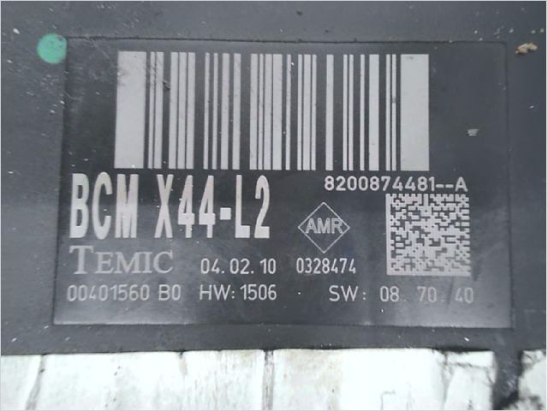 8200874481--A
BCM X44-L2
AMR
TEMIC 04.02.10 0328474
00401560 B0 HW:1506 SW: 08. 70. 40